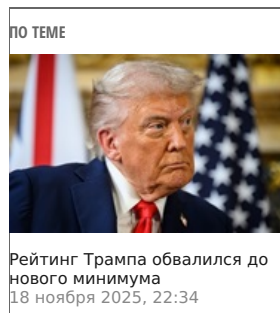 ПО ТЕМЕ
Рейтинг Трампа обвалился до
нового минимума
18 ноября 2025, 22:34